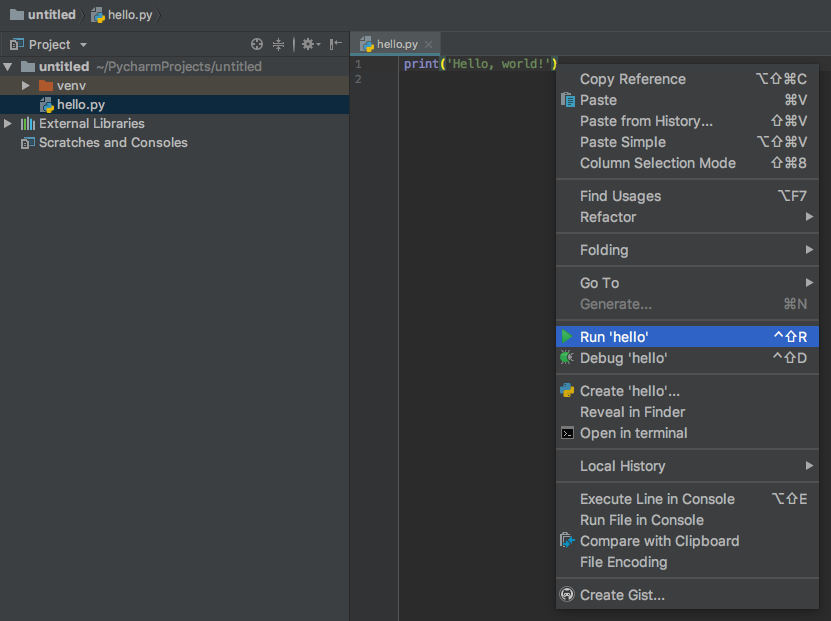 untitled hello.py
Project
untitled ~/PycharmProjects/untitled
venv
hello.py
External Libraries
Scratches and Consoles
hello.py
1 print('Hello, world!')
2
Copy Reference ⌥⇧⌘C
Paste ⌘V
Paste from History... ⇧⌘V
Paste Simple ⌥⇧⌘V
Column Selection Mode ⇧⌘8
Find Usages ⌥F7
Refactor
Folding
Go To
Generate... ⌘N
Run 'hello' ^⇧R
Debug 'hello' ^⇧D
Create 'hello'...
Reveal in Finder
Open in terminal
Local History
Execute Line in Console ⌥⇧E
Run File in Console
Compare with Clipboard
File Encoding
Create Gist...